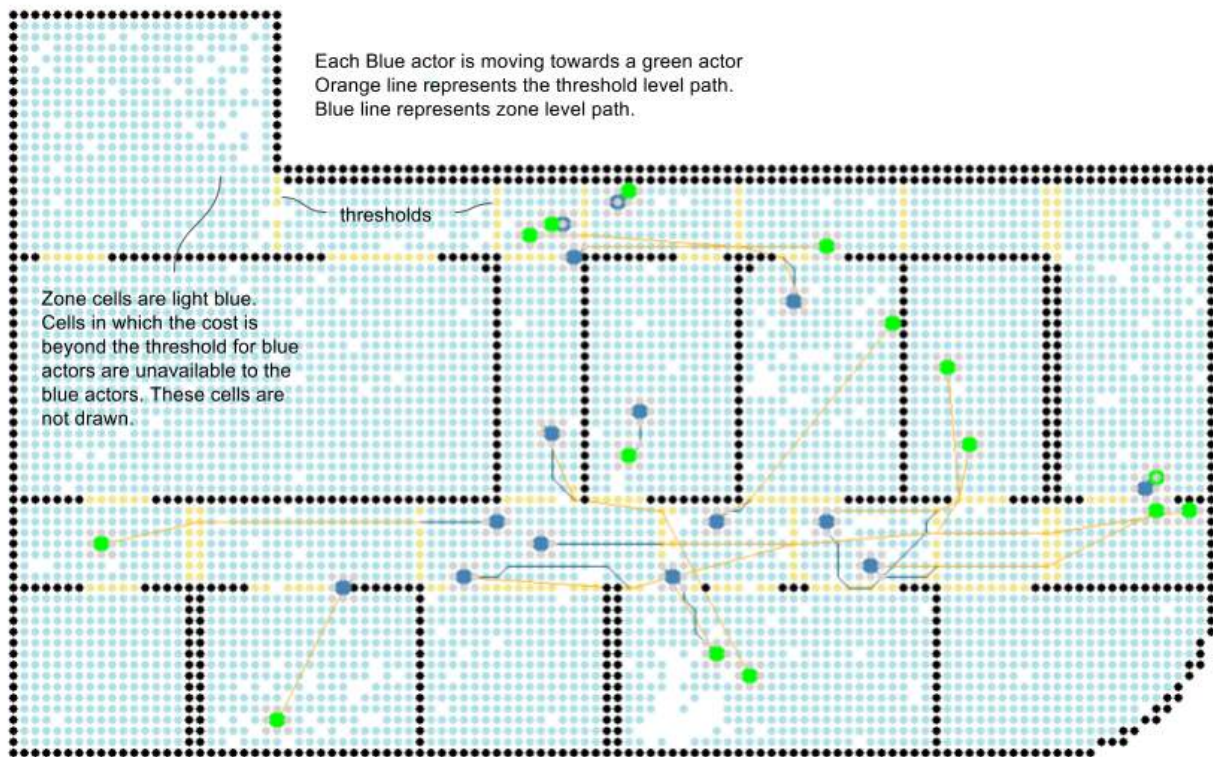 Each Blue actor is moving towards a green actor
Orange line represents the threshold level path.
Blue line represents zone level path.
thresholds
Zone cells are light blue.
Cells in which the cost is
beyond the threshold for blue
actors are unavailable to the
blue actors. These cells are
not drawn.